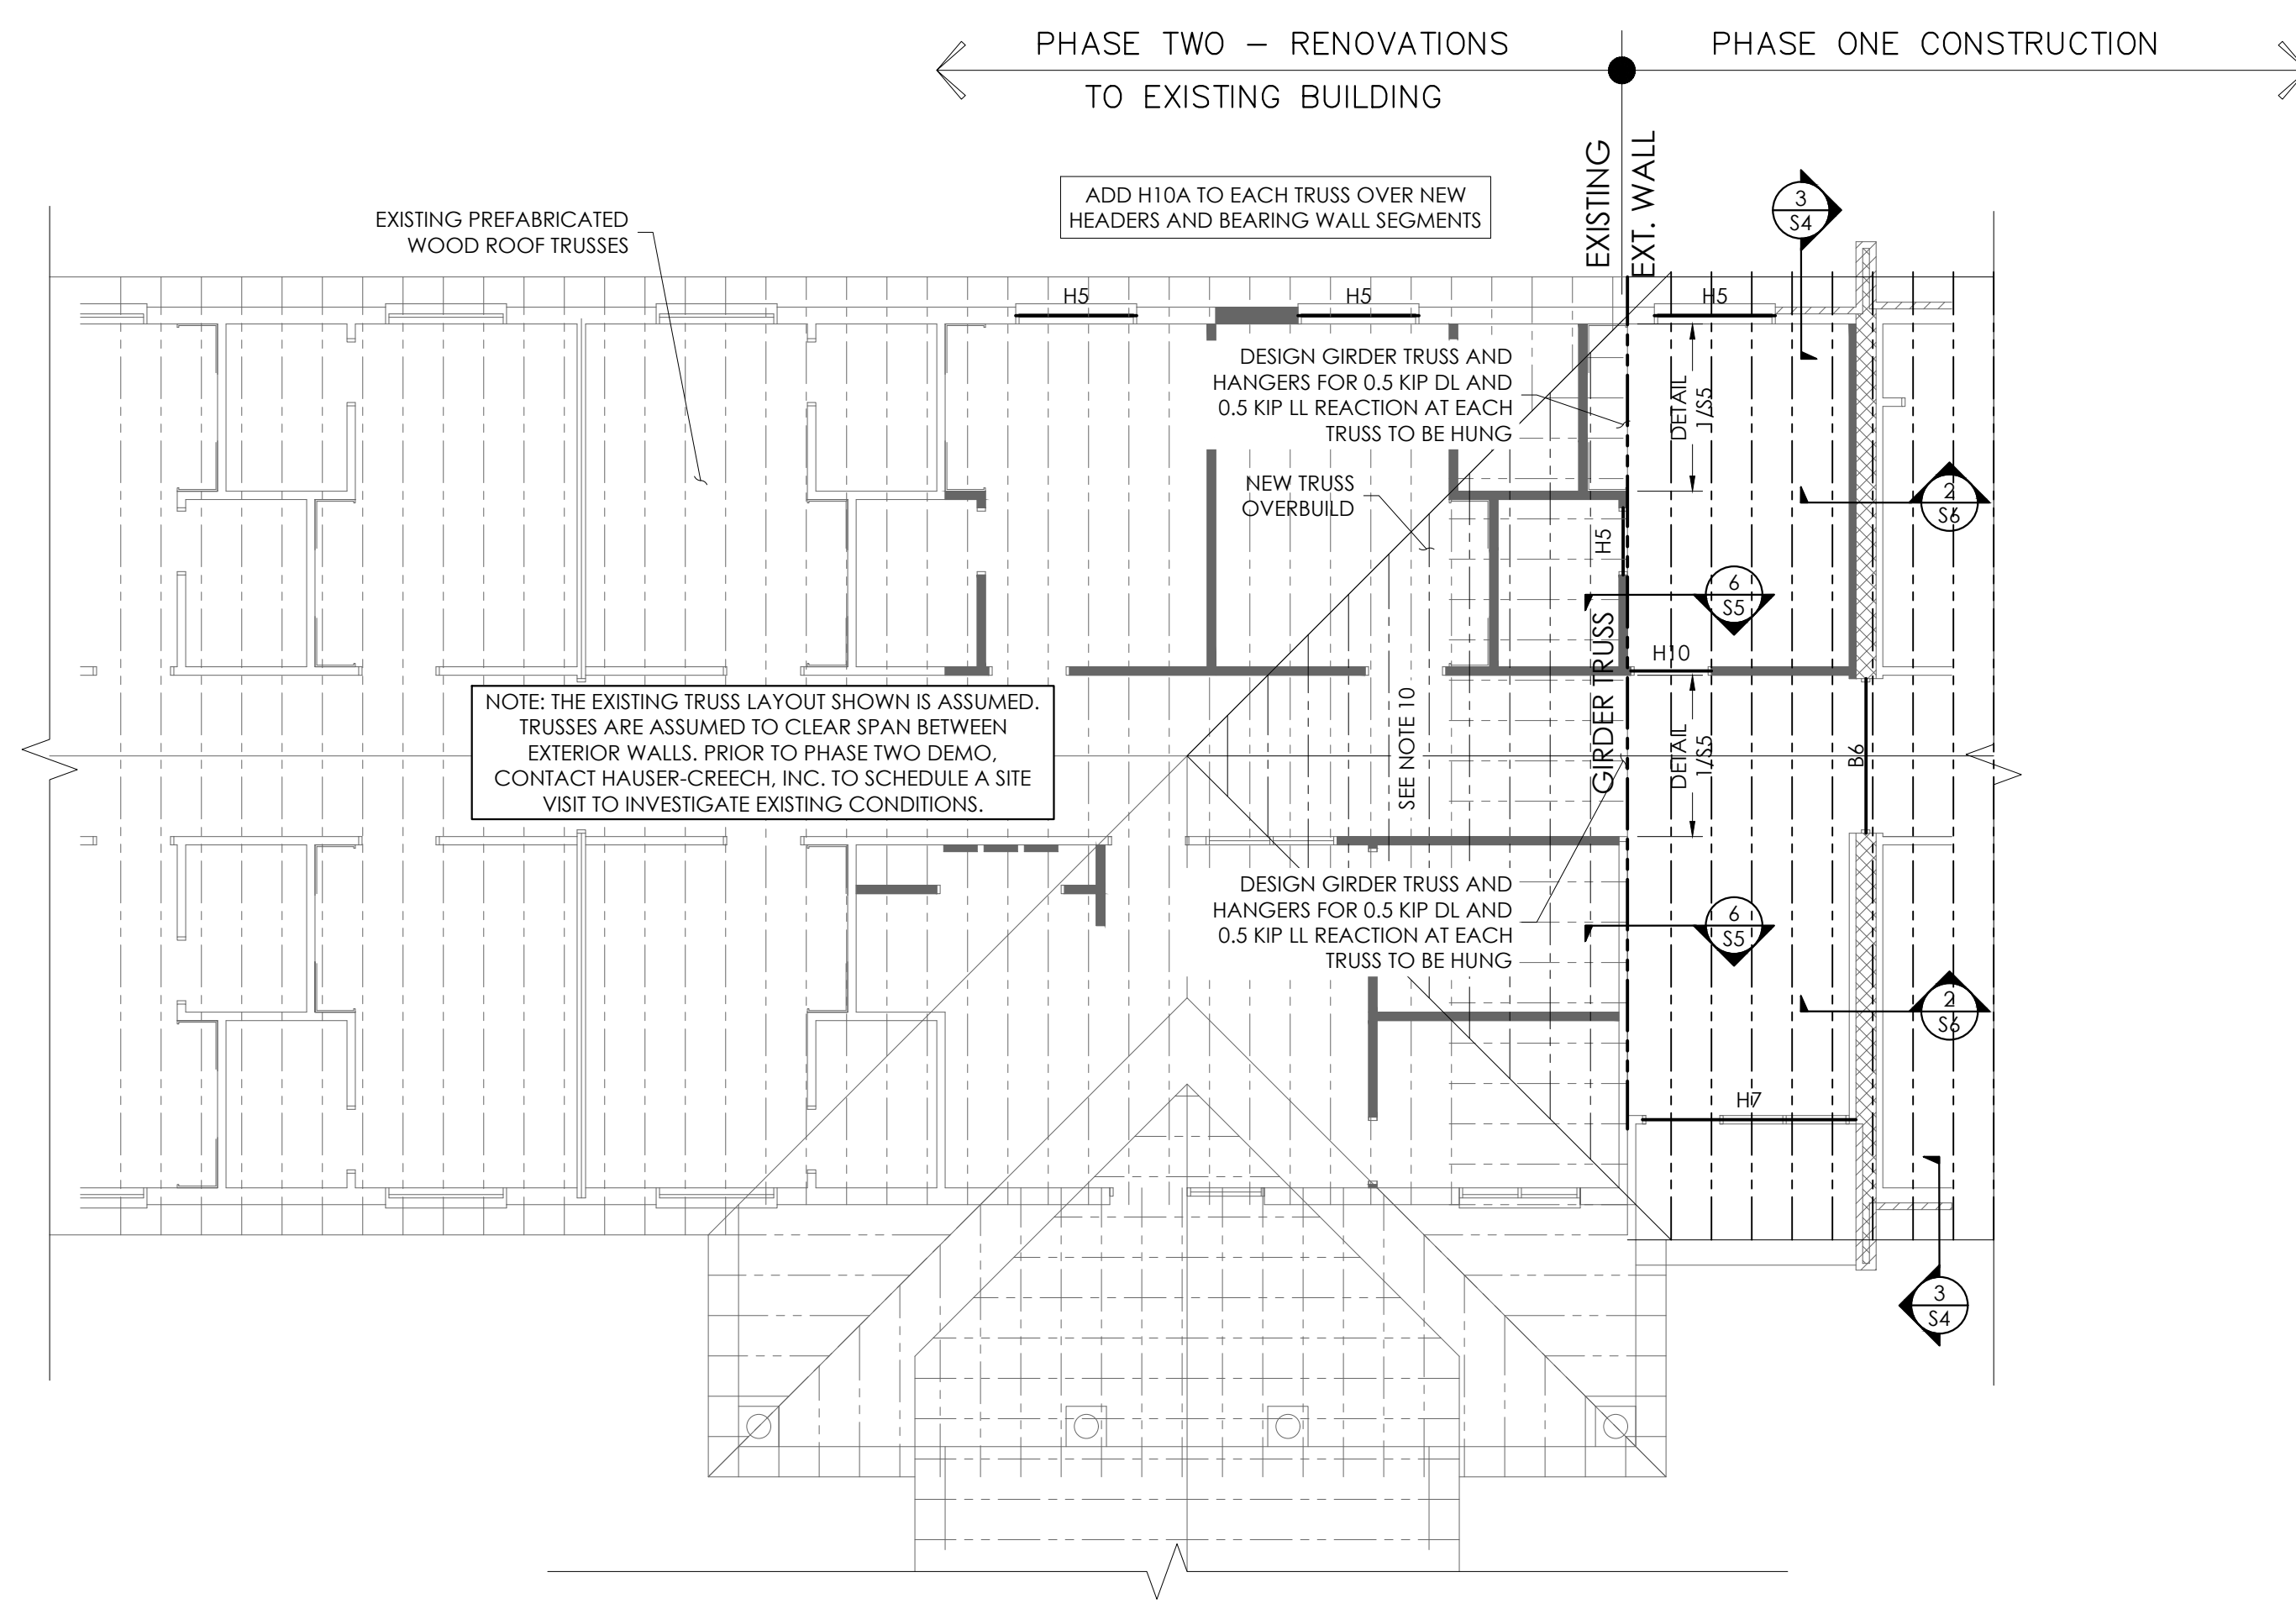 PHASE TWO – RENOVATIONS
TO EXISTING BUILDING
PHASE ONE CONSTRUCTION
EXISTING
EXT. WALL
ADD H10A TO EACH TRUSS OVER NEW
HEADERS AND BEARING WALL SEGMENTS
EXISTING PREFABRICATED
WOOD ROOF TRUSSES
3
S4
H5
H5
H5
DESIGN GIRDER TRUSS AND
HANGERS FOR 0.5 KIP DL AND
0.5 KIP LL REACTION AT EACH
TRUSS TO BE HUNG
DETAIL
1/S5
NEW TRUSS
OVERBUILD
2
S6
H5
6
S5
GIRDER TRUSS
H10
NOTE: THE EXISTING TRUSS LAYOUT SHOWN IS ASSUMED.
TRUSSES ARE ASSUMED TO CLEAR SPAN BETWEEN
EXTERIOR WALLS. PRIOR TO PHASE TWO DEMO,
CONTACT HAUSER-CREECH, INC. TO SCHEDULE A SITE
VISIT TO INVESTIGATE EXISTING CONDITIONS.
SEE NOTE 10
DETAIL
1/S5
B6
DESIGN GIRDER TRUSS AND
HANGERS FOR 0.5 KIP DL AND
0.5 KIP LL REACTION AT EACH
TRUSS TO BE HUNG
6
S5
2
S6
H7
3
S4